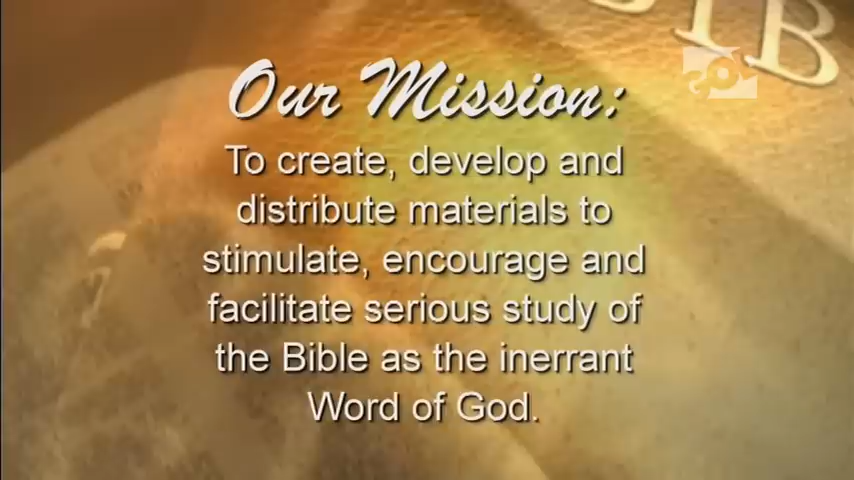 IB
Our Mission:
To create, develop and
distribute materials to
stimulate, encourage and
facilitate serious study of
the Bible as the inerrant
Word of God.